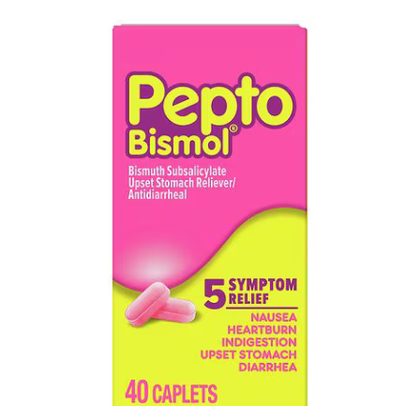 Pepto
Bismol®
Bismuth Subsalicylate
Upset Stomach Reliever/
Antidiarrheal
5 SYMPTOM
RELIEF
NAUSEA
HEARTBURN
INDIGESTION
UPSET STOMACH
DIARRHEA
40 CAPLETS